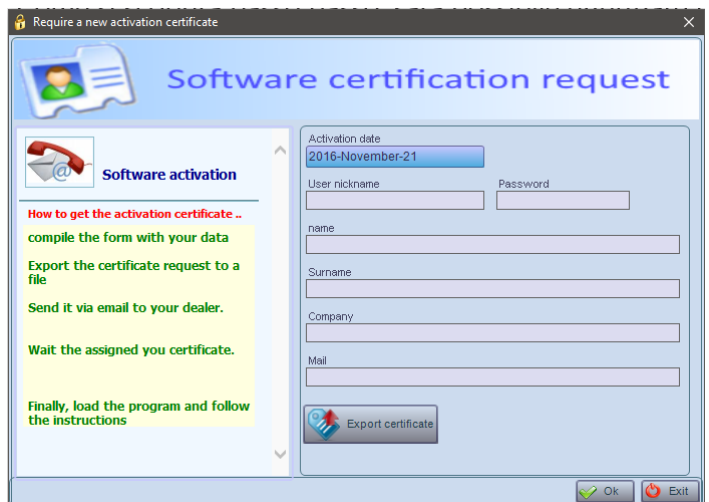 Require a new activation certificate
Software certification request
Software activation
How to get the activation certificate ..
compile the form with your data
Export the certificate request to a
file
Send it via email to your dealer.
Wait the assigned you certificate.
Finally, load the program and follow
the instructions
Activation date
2016-November-21
User nickname
Password
name
Surname
Company
Mail
Export certificate
Ok
Exit